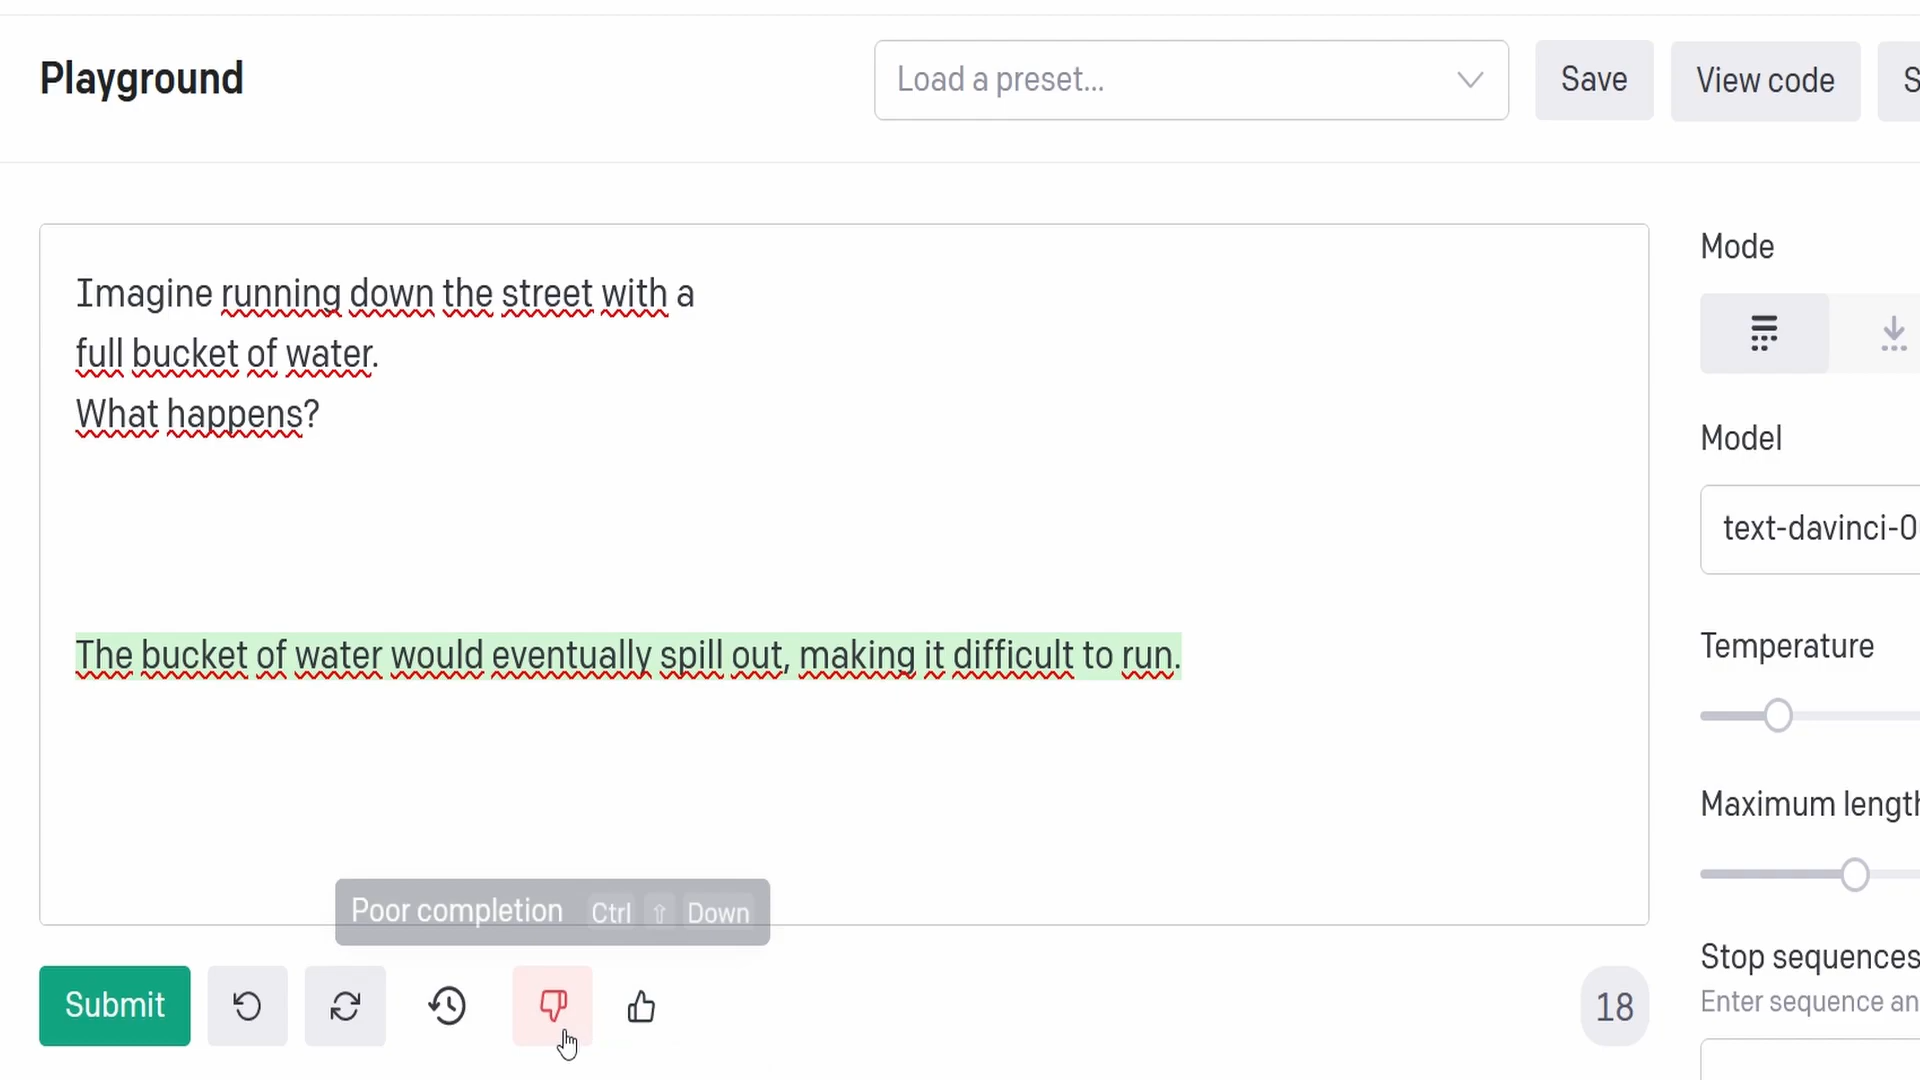 Playground
Load a preset...
Save
View code
S
Imagine running down the street with a
full bucket of water.
What happens?
The bucket of water would eventually spill out, making it difficult to run.
Poor completion Ctrl ⇧ Down
Submit
18
Mode
Model
text-davinci-0
Temperature
Maximum length
Stop sequences
Enter sequence an